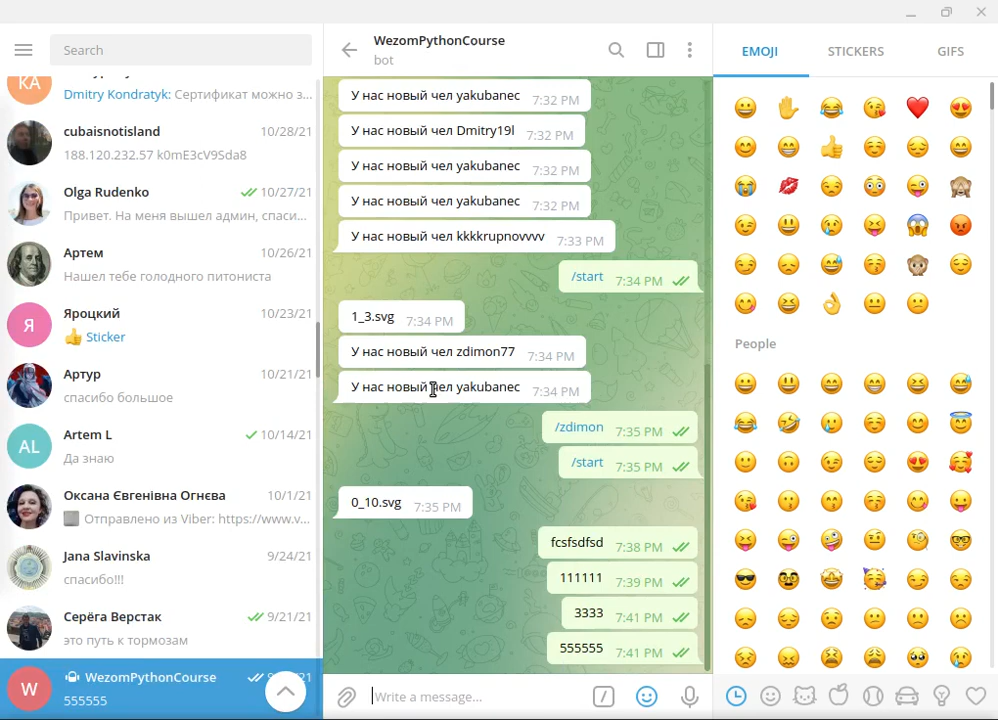 Search
КА
Dmitry Kondratyk: Сертификат можно з...
cubaisnotisland 10/28/21
188.120.232.57 k0mE3cV9Sda8
Olga Rudenko 10/27/21
Привет. На меня вышел админ, спаси...
Артем 10/26/21
Нашел тебе голодного питониста
Я
Яроцкий 10/23/21
Sticker
Артур 10/21/21
спасибо большое
AL
Artem L 10/14/21
Да знаю
Оксана Євгенівна Огнєва 10/1/21
Отправлено из Viber: https://www.v...
Jana Slavinska 9/24/21
спасибо!!!
Серёга Верстак 9/21/21
это путь к тормозам
W
WezomPythonCourse
555555
WezomPythonCourse
bot
У нас новый чел yakubanec 7:32 PM
У нас новый чел Dmitry19l 7:32 PM
У нас новый чел yakubanec 7:32 PM
У нас новый чел yakubanec 7:32 PM
У нас новый чел kkkkrupnovvvv 7:33 PM
/start 7:34 PM
1_3.svg 7:34 PM
У нас новый чел zdimon77 7:34 PM
У нас новый чел yakubanec 7:34 PM
/zdimon 7:35 PM
/start 7:35 PM
0_10.svg 7:35 PM
fcsfsdfsd 7:38 PM
111111 7:39 PM
3333 7:41 PM
555555 7:41 PM
Write a message...
EMOJI STICKERS GIFS
People